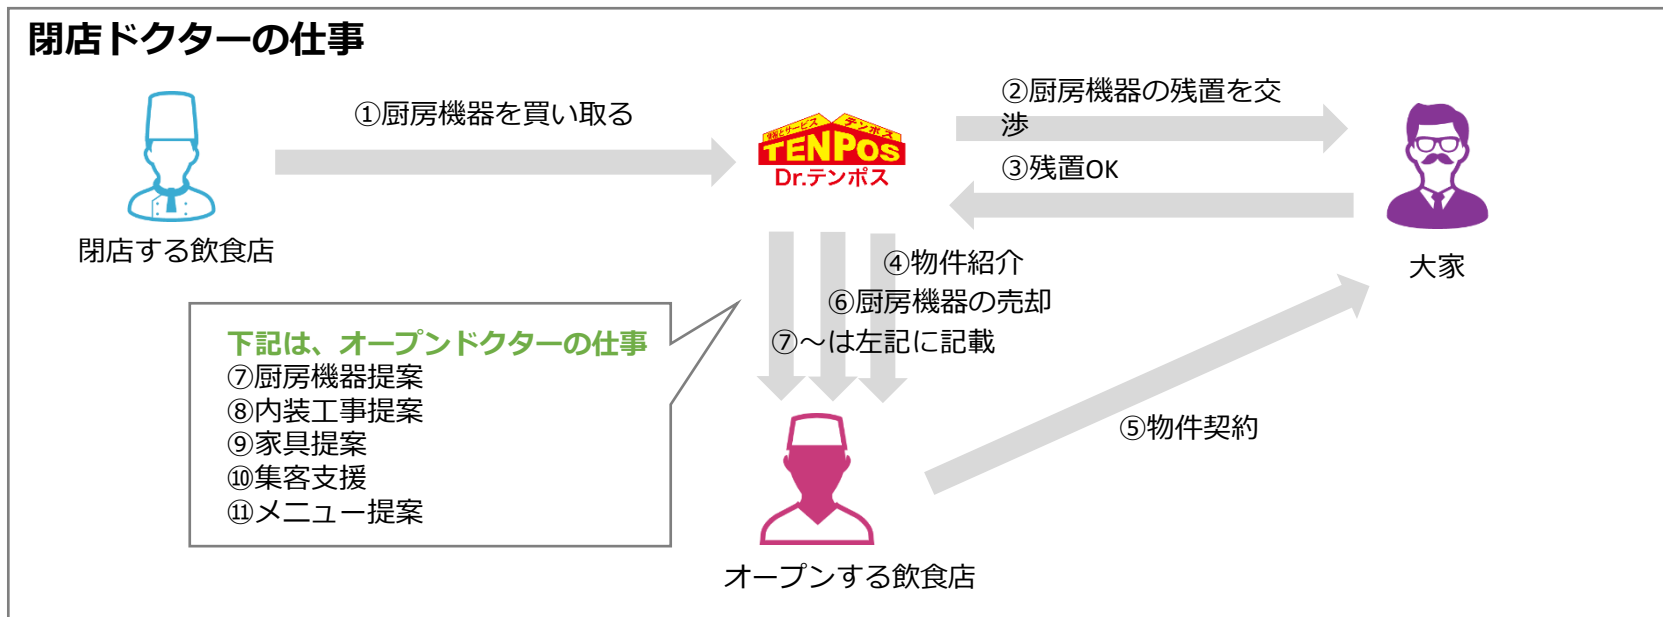 閉店ドクターの仕事
①厨房機器を買い取る
②厨房機器の残置を交
渉
③残置OK
テンポス
TENPOS
Dr.テンポス
閉店する飲食店
大家
④物件紹介
⑥厨房機器の売却
⑦～は左記に記載
下記は、オープンドクターの仕事
⑦厨房機器提案
⑧内装工事提案
⑨家具提案
⑩集客支援
⑪メニュー提案
⑤物件契約
オープンする飲食店